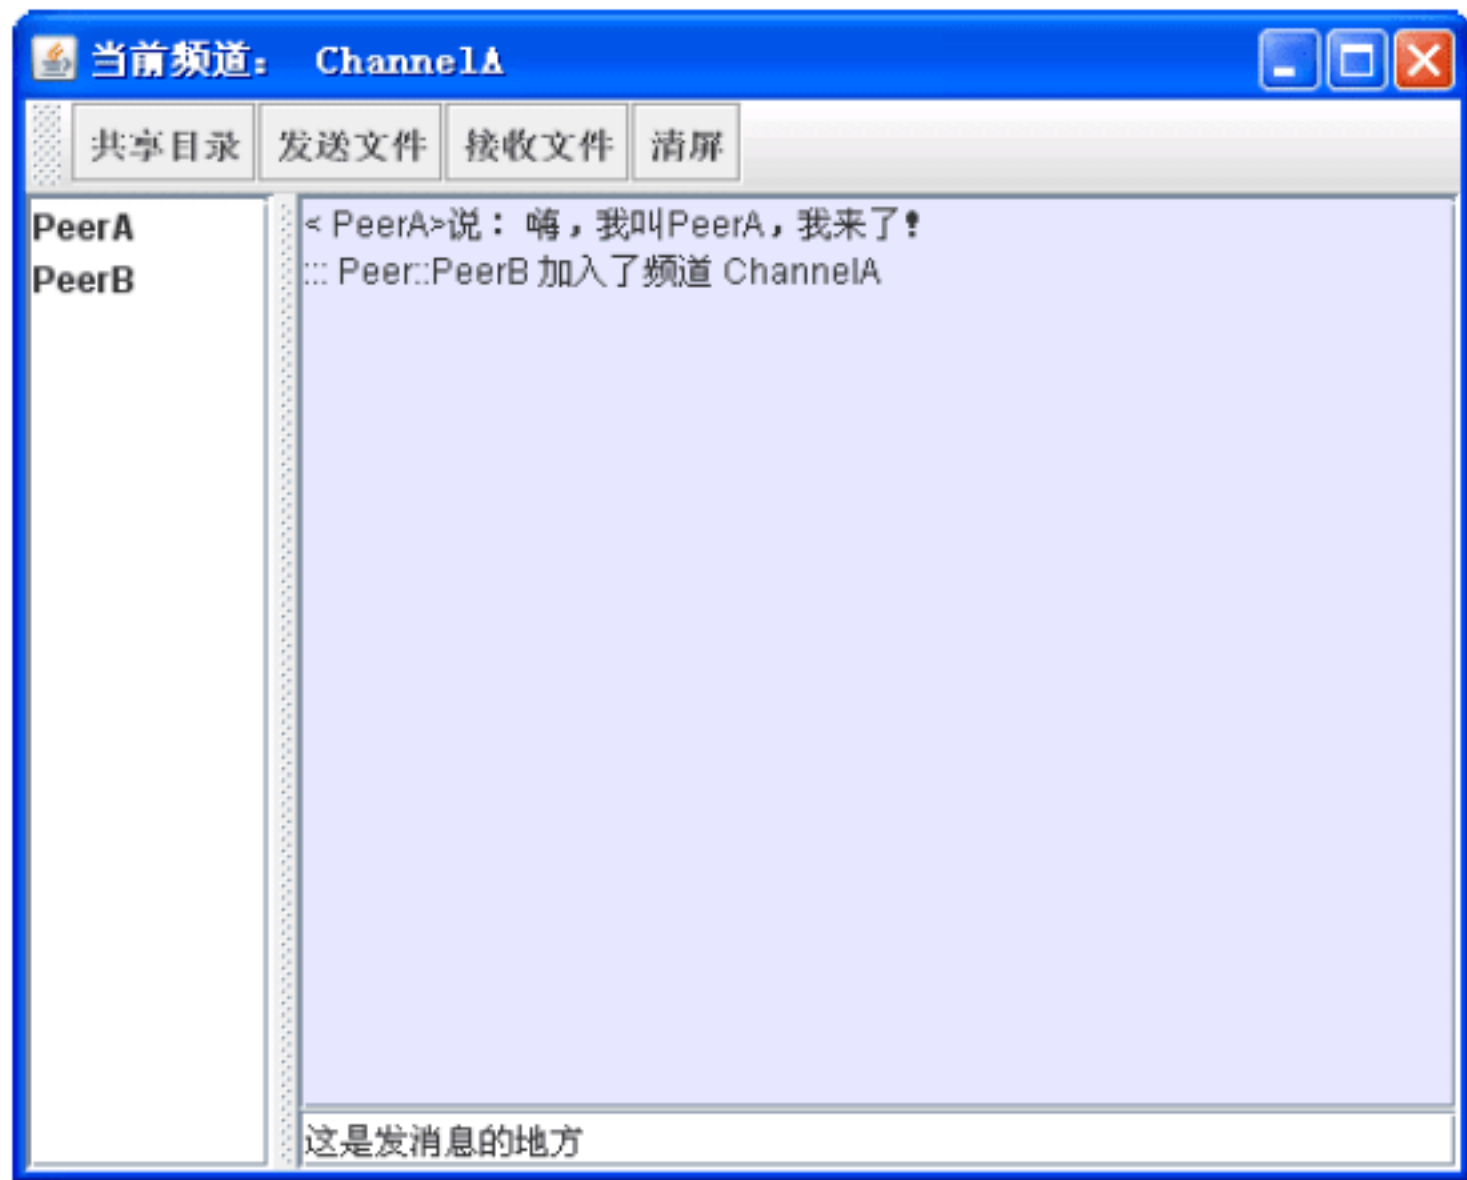 当前频道： ChannelA
共享目录 发送文件 接收文件 清屏
PeerA
PeerB
< PeerA>说： 嗨，我叫PeerA，我来了！
::: Peer::PeerB 加入了频道 ChannelA
这是发消息的地方